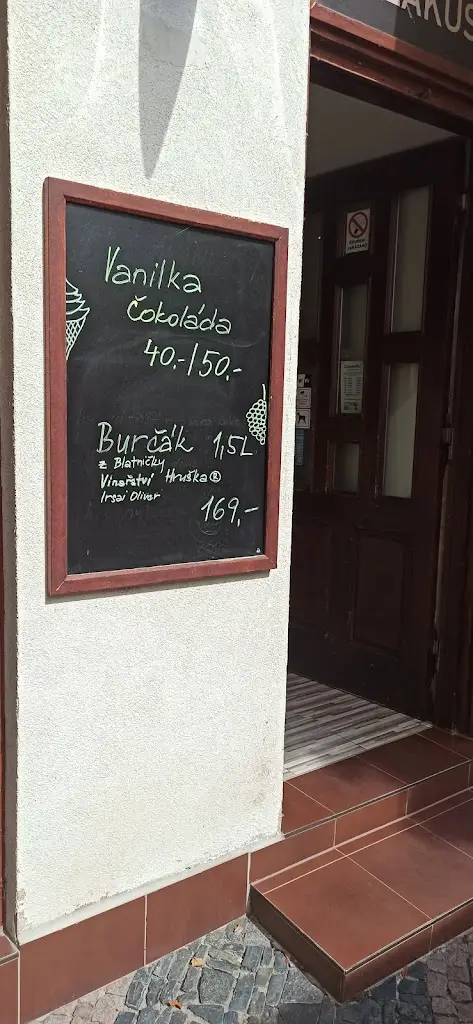 Vanilka
čokoláda
40,-/50,-
Burčák 1,5L
z Blatničky
Vinařství Hruška®
Irsai Oliver
169,-